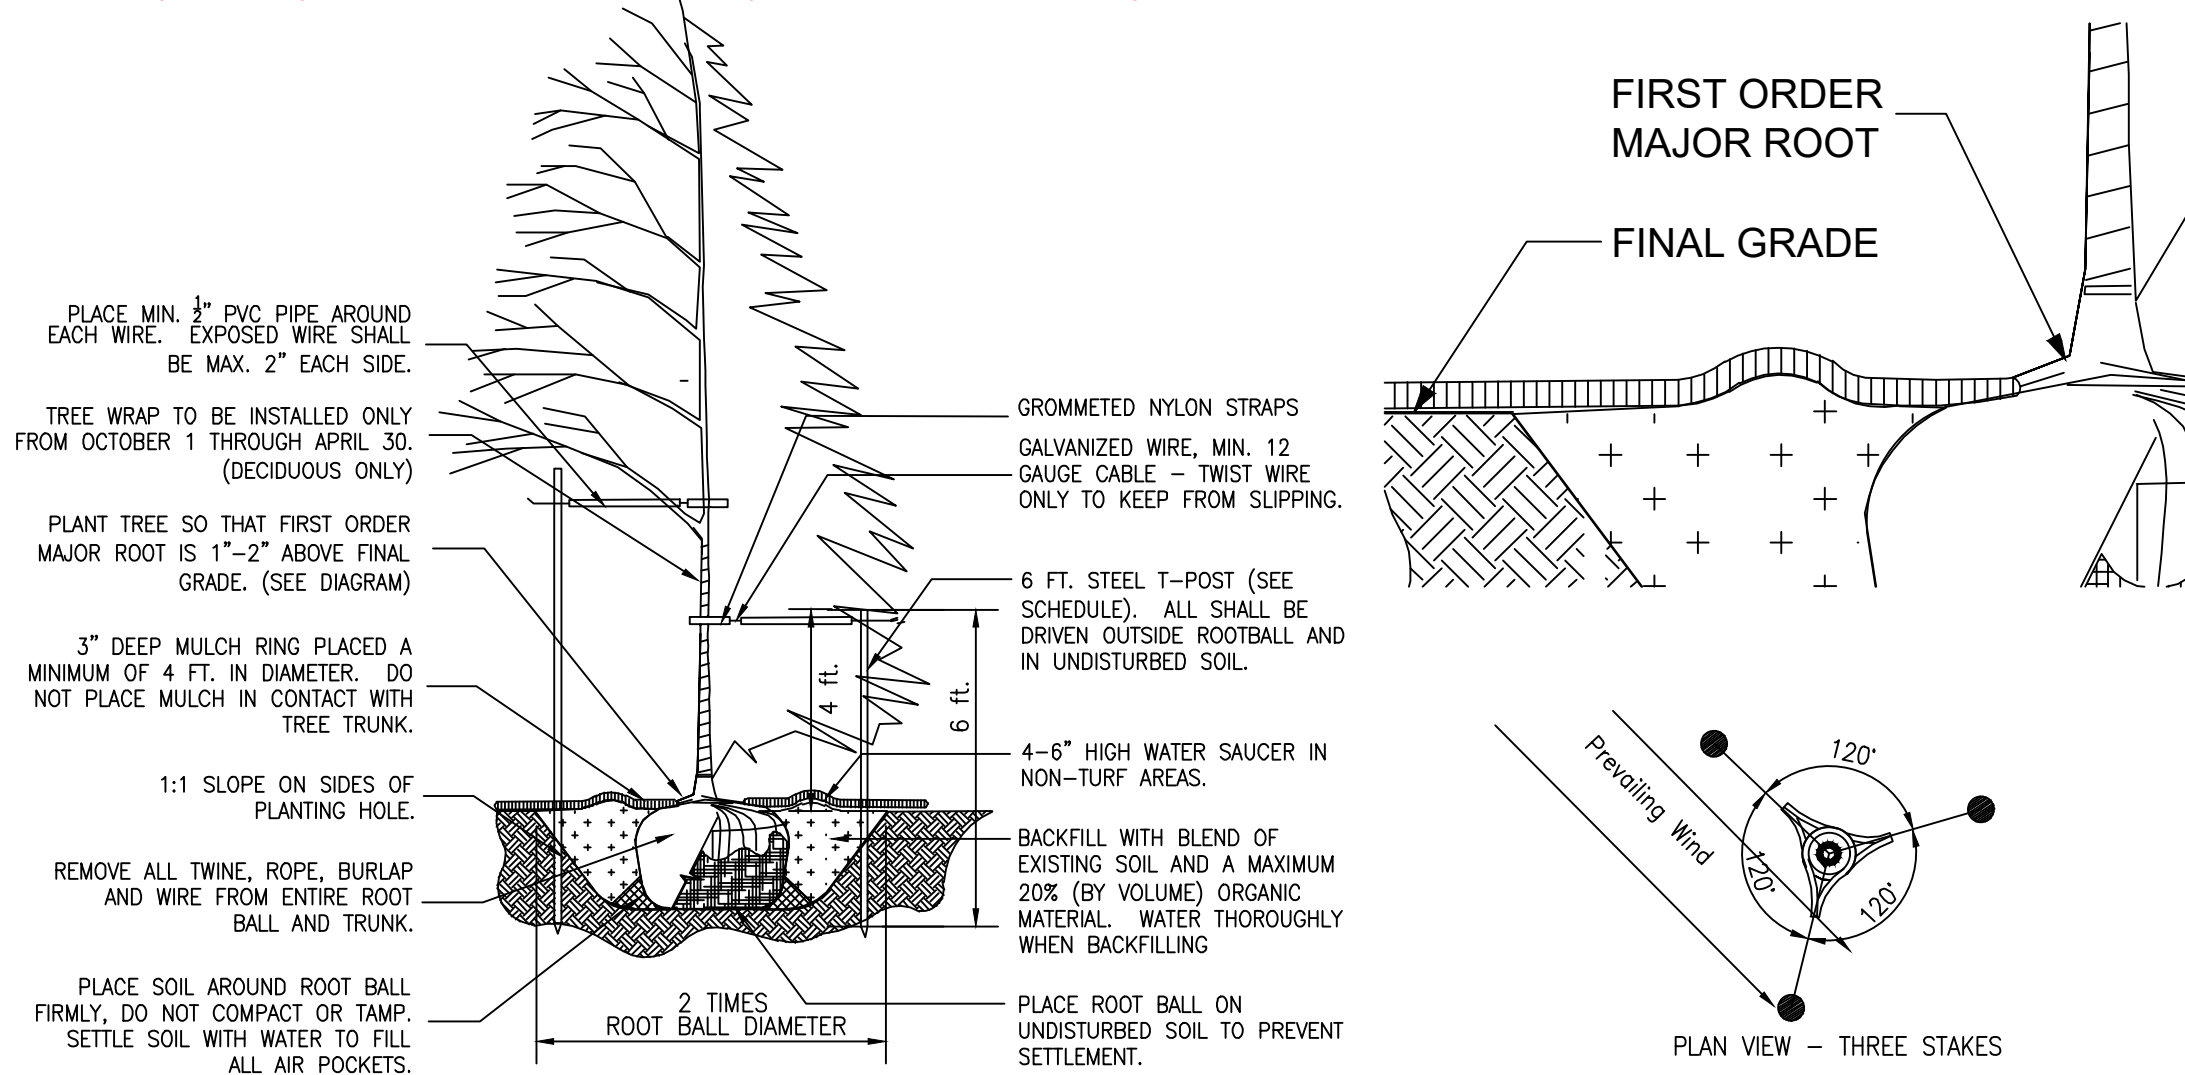 PLACE MIN. ½" PVC PIPE AROUND
EACH WIRE. EXPOSED WIRE SHALL
BE MAX. 2" EACH SIDE.
TREE WRAP TO BE INSTALLED ONLY
FROM OCTOBER 1 THROUGH APRIL 30.
(DECIDUOUS ONLY)
PLANT TREE SO THAT FIRST ORDER
MAJOR ROOT IS 1"-2" ABOVE FINAL
GRADE. (SEE DIAGRAM)
3" DEEP MULCH RING PLACED A
MINIMUM OF 4 FT. IN DIAMETER. DO
NOT PLACE MULCH IN CONTACT WITH
TREE TRUNK.
1:1 SLOPE ON SIDES OF
PLANTING HOLE.
REMOVE ALL TWINE, ROPE, BURLAP
AND WIRE FROM ENTIRE ROOT
BALL AND TRUNK.
PLACE SOIL AROUND ROOT BALL
FIRMLY, DO NOT COMPACT OR TAMP.
SETTLE SOIL WITH WATER TO FILL
ALL AIR POCKETS.
4 ft.
6 ft.
2 TIMES
ROOT BALL DIAMETER
GROMMETED NYLON STRAPS
GALVANIZED WIRE, MIN. 12
GAUGE CABLE – TWIST WIRE
ONLY TO KEEP FROM SLIPPING.
6 FT. STEEL T-POST (SEE
SCHEDULE). ALL SHALL BE
DRIVEN OUTSIDE ROOTBALL AND
IN UNDISTURBED SOIL.
4-6" HIGH WATER SAUCER IN
NON-TURF AREAS.
BACKFILL WITH BLEND OF
EXISTING SOIL AND A MAXIMUM
20% (BY VOLUME) ORGANIC
MATERIAL. WATER THOROUGHLY
WHEN BACKFILLING
PLACE ROOT BALL ON
UNDISTURBED SOIL TO PREVENT
SETTLEMENT.
FIRST ORDER
MAJOR ROOT
FINAL GRADE
Prevailing Wind
120°
120°
120°
PLAN VIEW – THREE STAKES